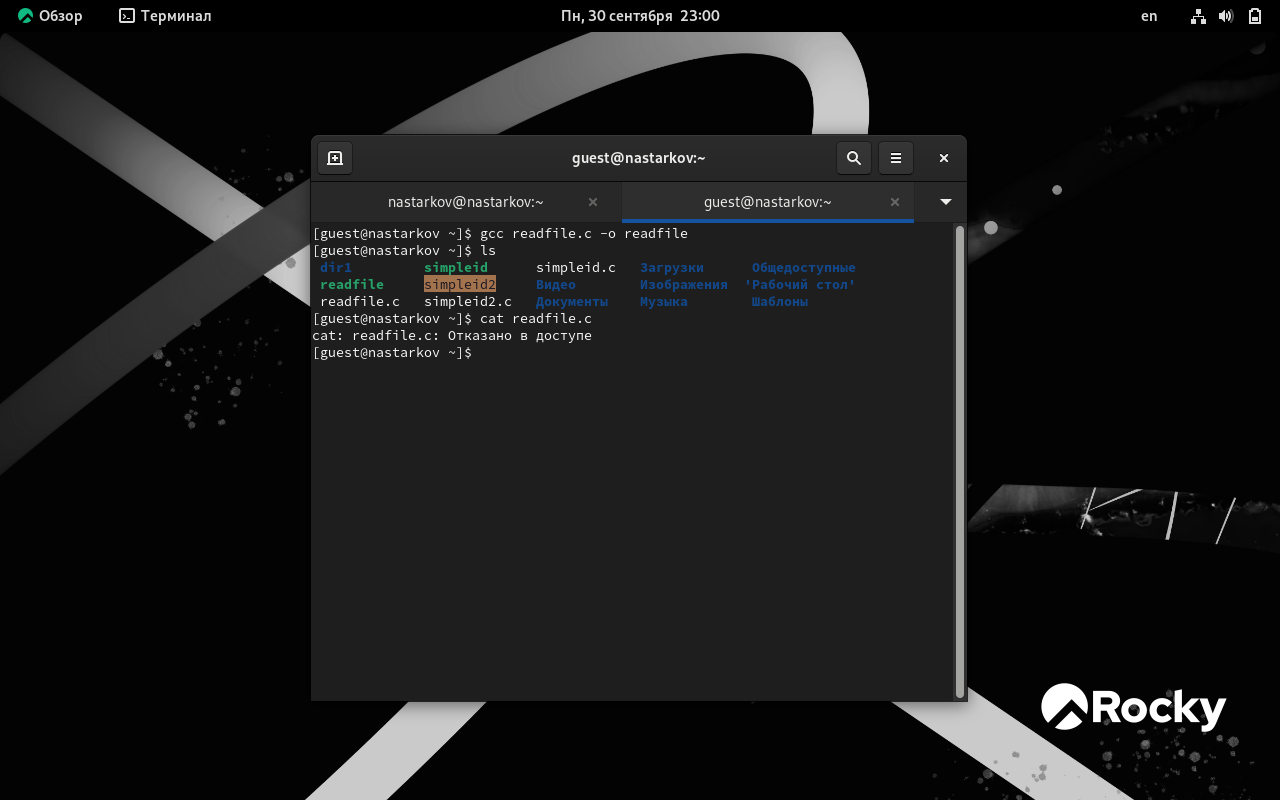 Обзор Терминал Пн, 30 сентября 23:00 en
guest@nastarkov:~
nastarkov@nastarkov:~ guest@nastarkov:~
[guest@nastarkov ~]$ gcc readfile.c -o readfile
[guest@nastarkov ~]$ ls
dir1 simpleid simpleid.c Загрузки Общедоступные
readfile simpleid2 Видео Изображения 'Рабочий стол'
readfile.c simpleid2.c Документы Музыка Шаблоны
[guest@nastarkov ~]$ cat readfile.c
cat: readfile.c: Отказано в доступе
[guest@nastarkov ~]$
Rocky